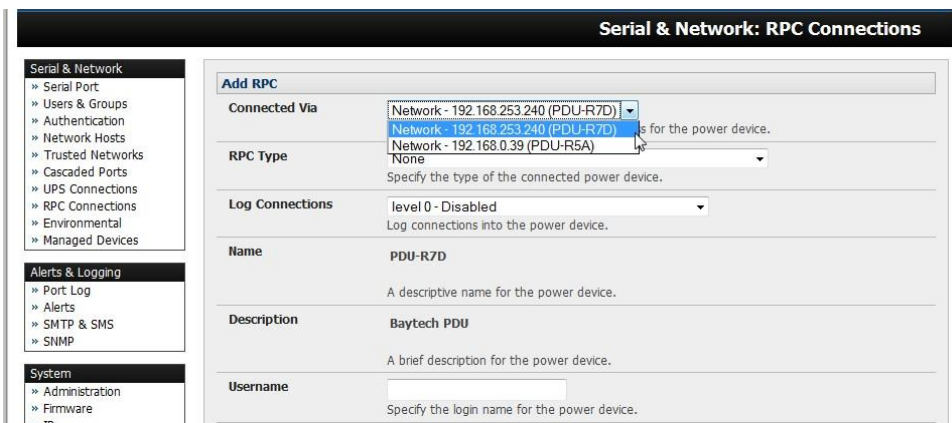 Serial & Network: RPC Connections
Serial & Network
» Serial Port
» Users & Groups
» Authentication
» Network Hosts
» Trusted Networks
» Cascaded Ports
» UPS Connections
» RPC Connections
» Environmental
» Managed Devices
Alerts & Logging
» Port Log
» Alerts
» SMTP & SMS
» SNMP
System
» Administration
» Firmware
Add RPC
Connected Via
Network - 192.168.253.240 (PDU-R7D)
Network - 192.168.253.240 (PDU-R7D)
s for the power device.
Network - 192.168.0.39 (PDU-R5A)
RPC Type
None
Specify the type of the connected power device.
Log Connections
level 0 - Disabled
Log connections into the power device.
Name
PDU-R7D
A descriptive name for the power device.
Description
Baytech PDU
A brief description for the power device.
Username
Specify the login name for the power device.